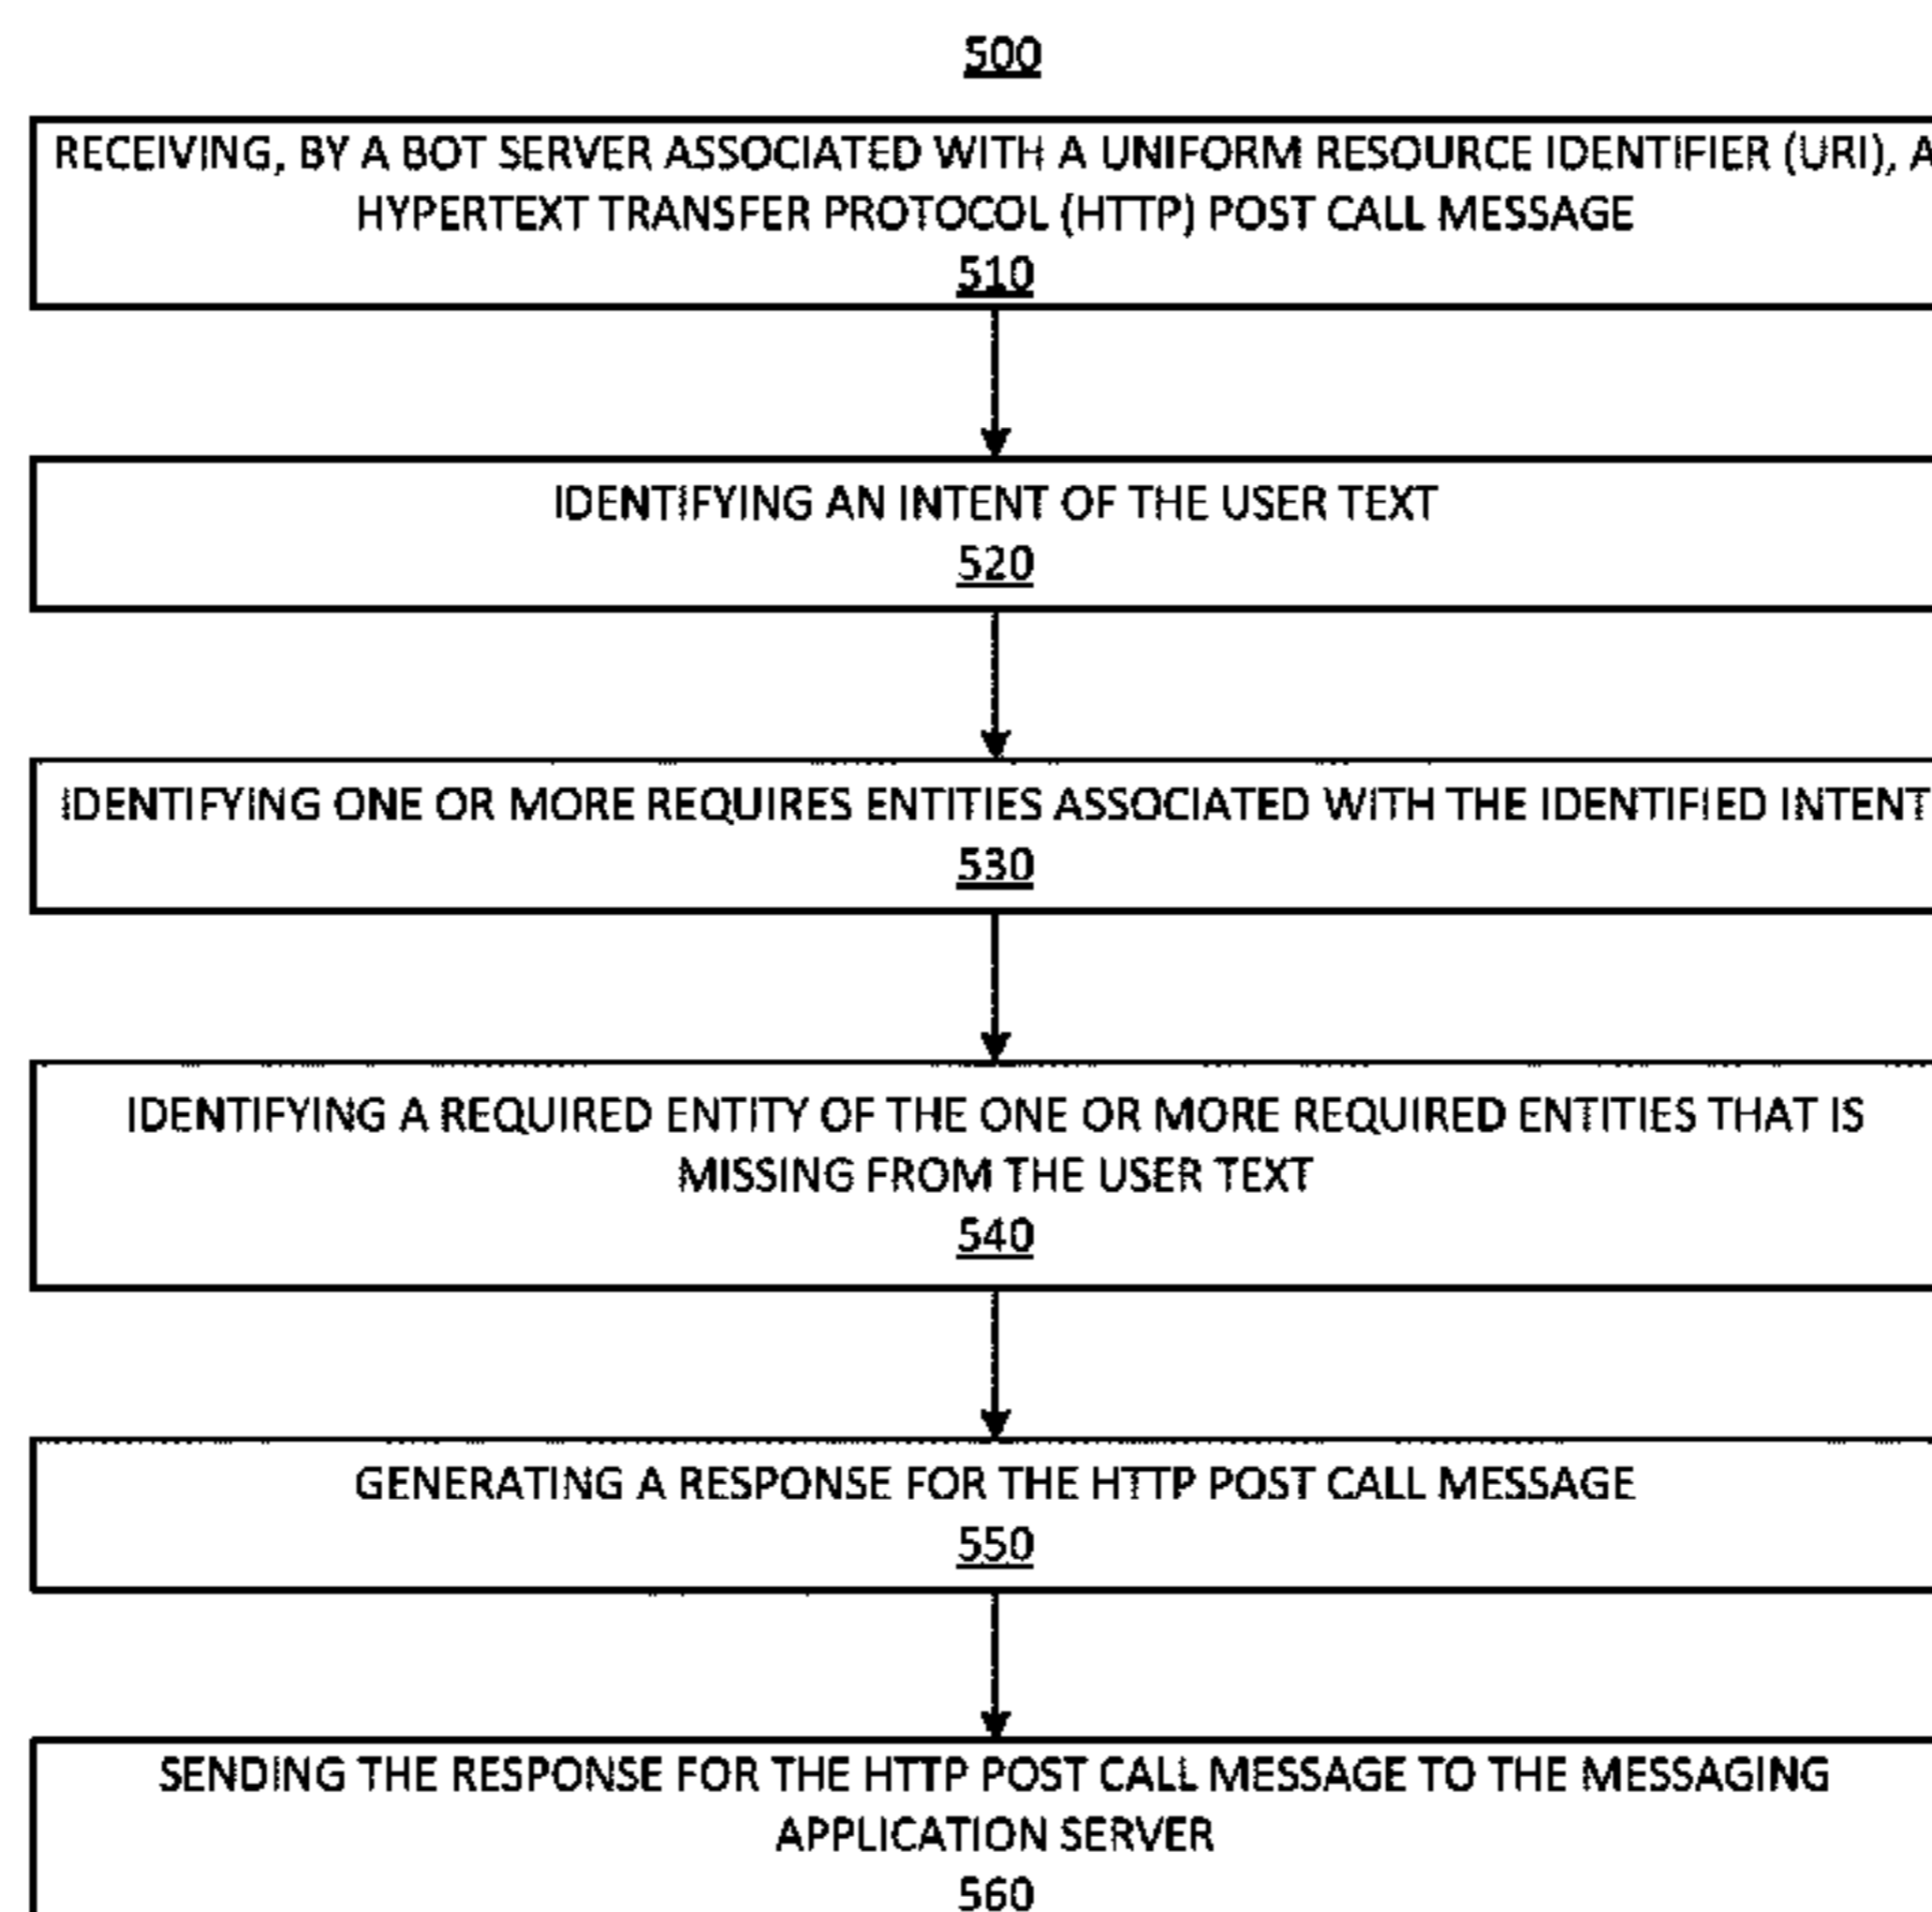 500
RECEIVING, BY A BOT SERVER ASSOCIATED WITH A UNIFORM RESOURCE IDENTIFIER (URI), A
HYPERTEXT TRANSFER PROTOCOL (HTTP) POST CALL MESSAGE
510
IDENTIFYING AN INTENT OF THE USER TEXT
520
IDENTIFYING ONE OR MORE REQUIRES ENTITIES ASSOCIATED WITH THE IDENTIFIED INTENT
530
IDENTIFYING A REQUIRED ENTITY OF THE ONE OR MORE REQUIRED ENTITIES THAT IS
MISSING FROM THE USER TEXT
540
GENERATING A RESPONSE FOR THE HTTP POST CALL MESSAGE
550
SENDING THE RESPONSE FOR THE HTTP POST CALL MESSAGE TO THE MESSAGING
APPLICATION SERVER
560